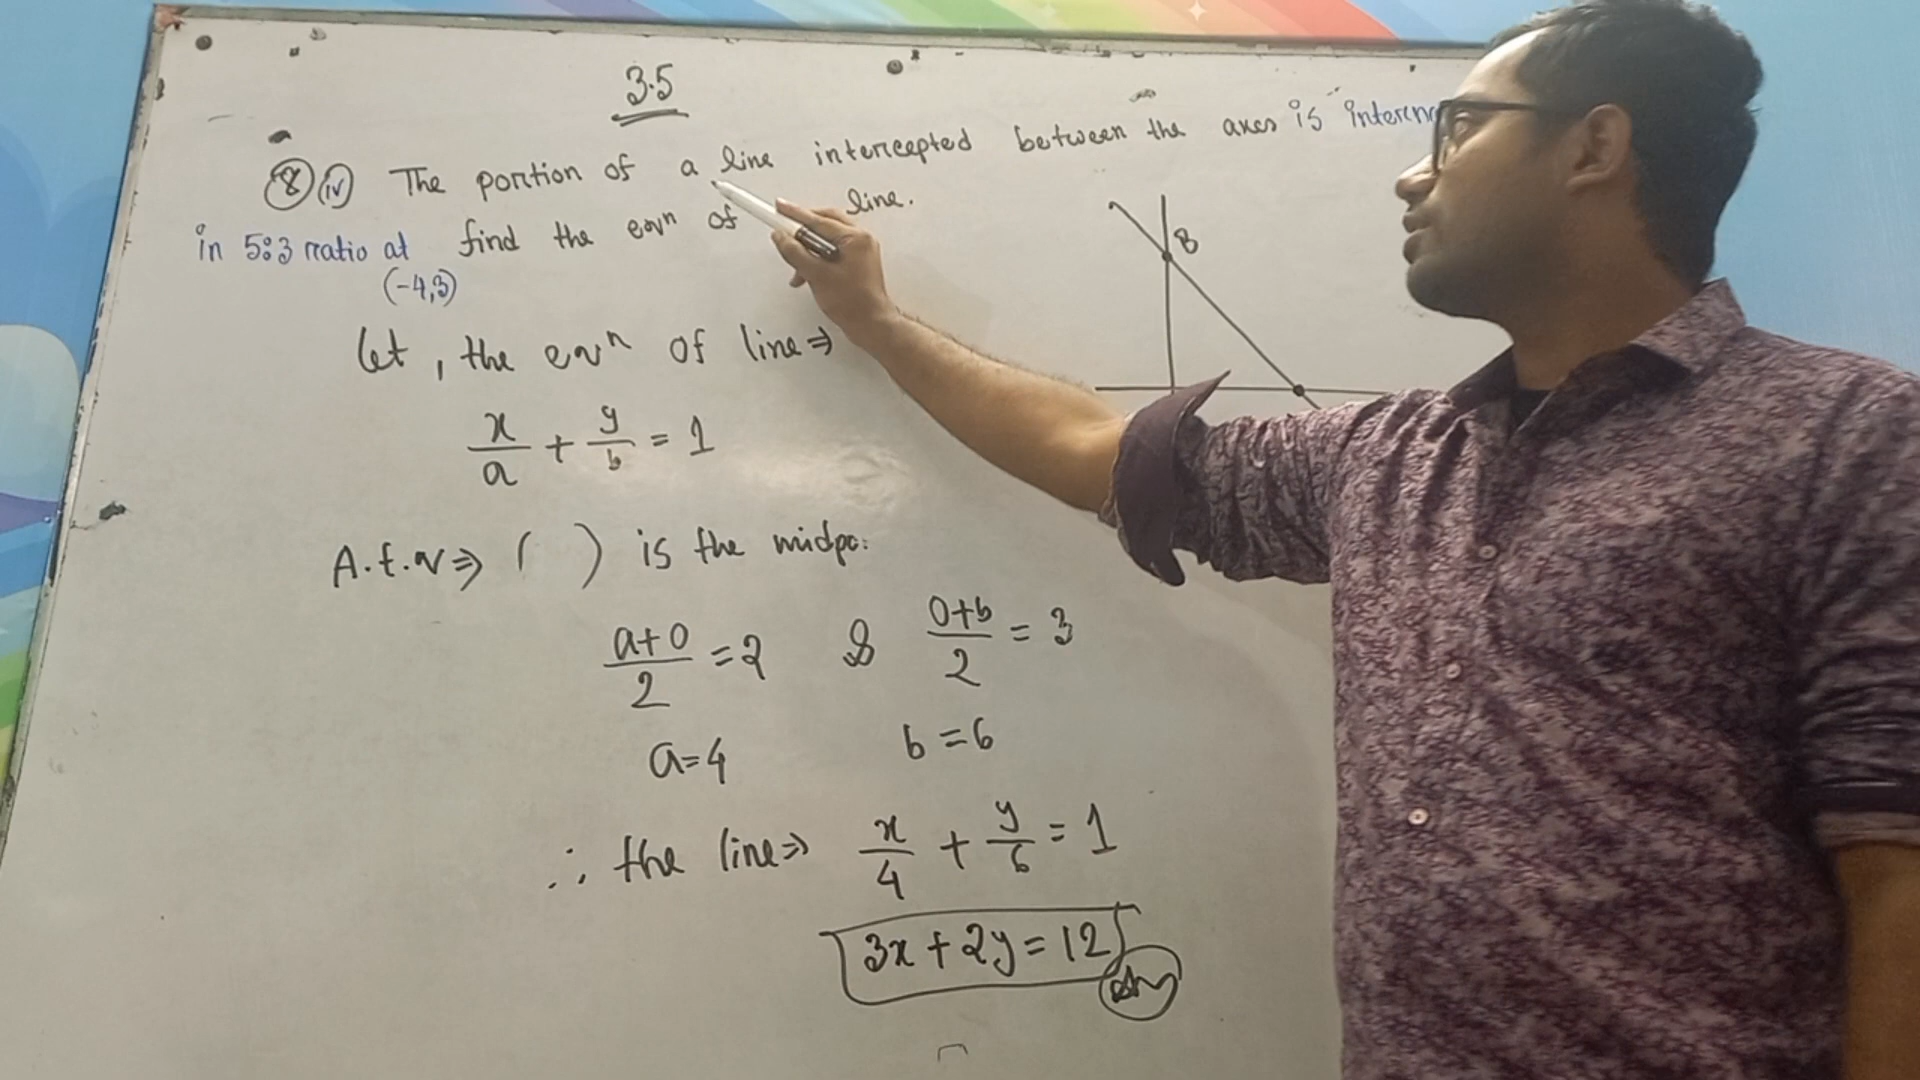 3.5
8 iv The portion of a line intercepted between the axes is
in 5:3 ratio at find the eqⁿ of line.
(-4,3)
B
let, the eqⁿ of line⇒
x/a + y/b = 1
A.t.q⇒ ( ) is the
a+0/2 = 2 & 0+b/2 = 3
a=4 b=6
∴ the line⇒ x/4 + y/6 = 1
3x+2y=12
Ans